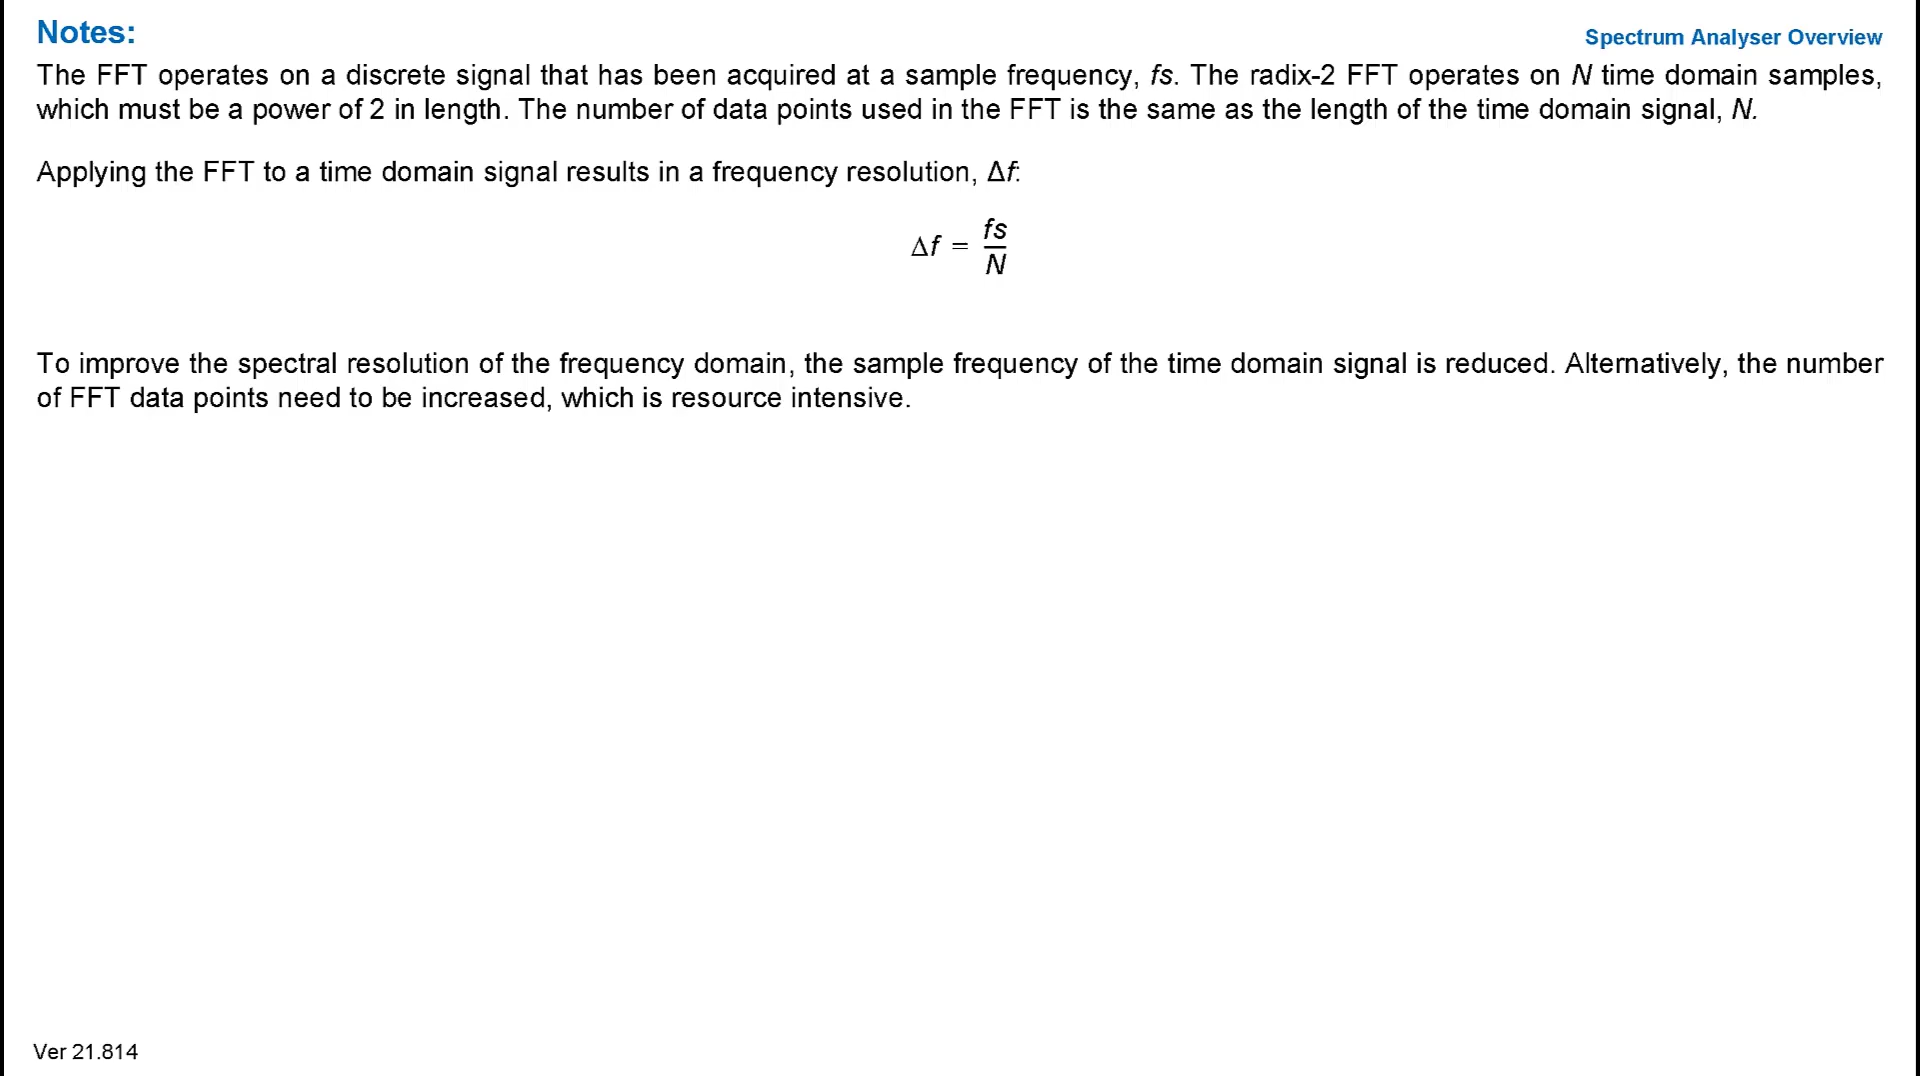 Notes:
Spectrum Analyser Overview
The FFT operates on a discrete signal that has been acquired at a sample frequency, fs. The radix-2 FFT operates on N time domain samples,
which must be a power of 2 in length. The number of data points used in the FFT is the same as the length of the time domain signal, N.
Applying the FFT to a time domain signal results in a frequency resolution, Δf:
Δf = fs/N
To improve the spectral resolution of the frequency domain, the sample frequency of the time domain signal is reduced. Alternatively, the number
of FFT data points need to be increased, which is resource intensive.
Ver 21.814